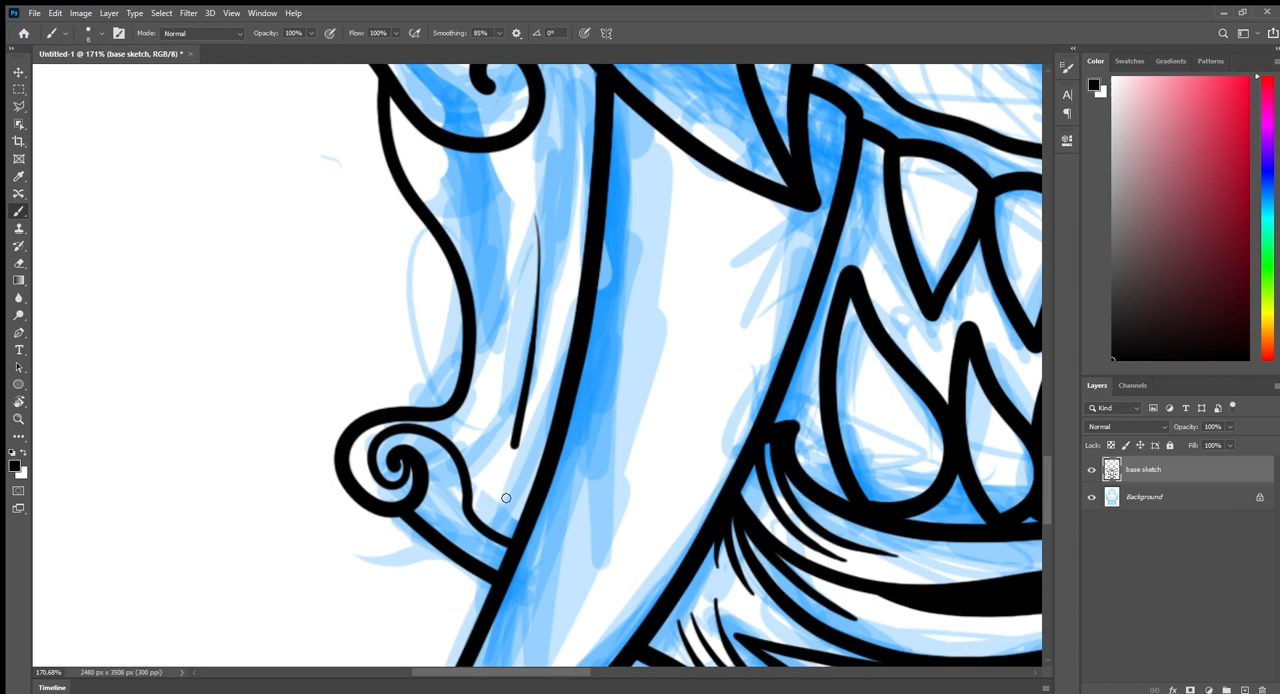 Ps File Edit Image Layer Type Select Filter 3D View Window Help
8 Mode: Normal Opacity: 100% Flow: 100% Smoothing: 85% 0°
Untitled-1 @ 171% (base sketch, RGB/8) * ×
Color Swatches Gradients Patterns
Layers Channels
Kind
Normal Opacity: 100%
Lock: Fill: 100%
base sketch
Background
170.68% 2480 px x 3508 px (300 ppi)
Timeline